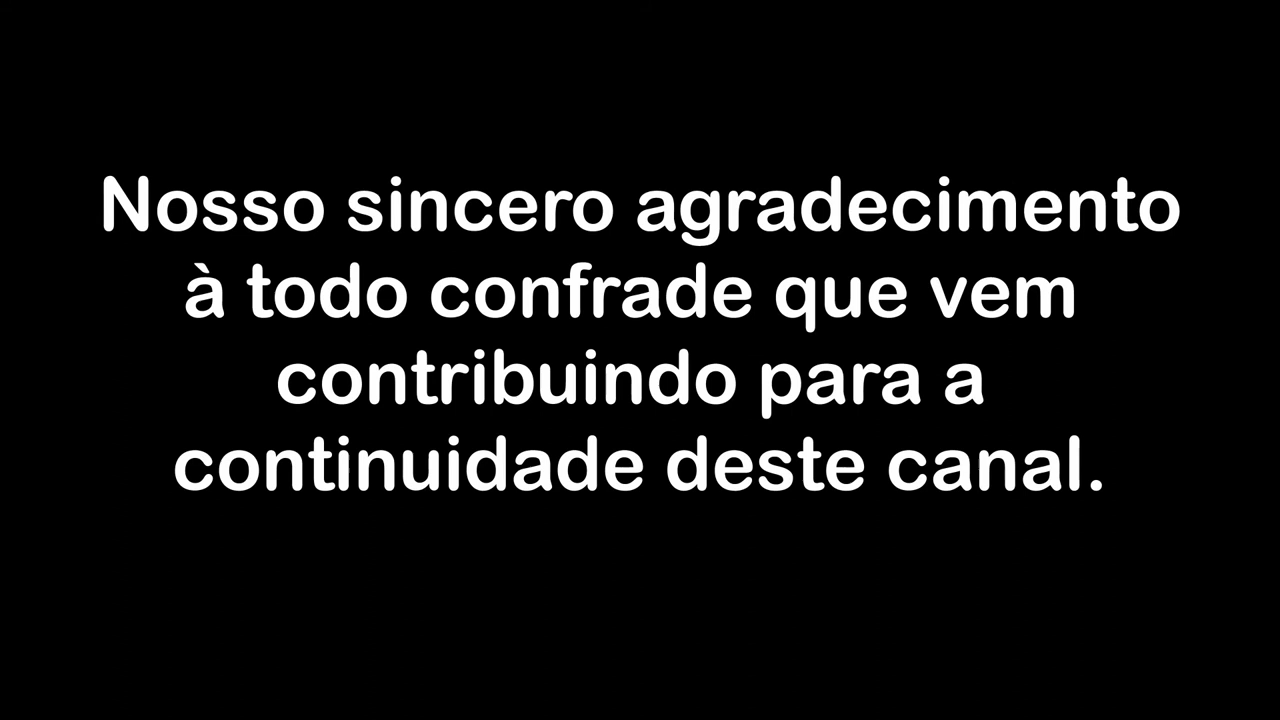 Nosso sincero agradecimento
à todo confrade que vem
contribuindo para a
continuidade deste canal.